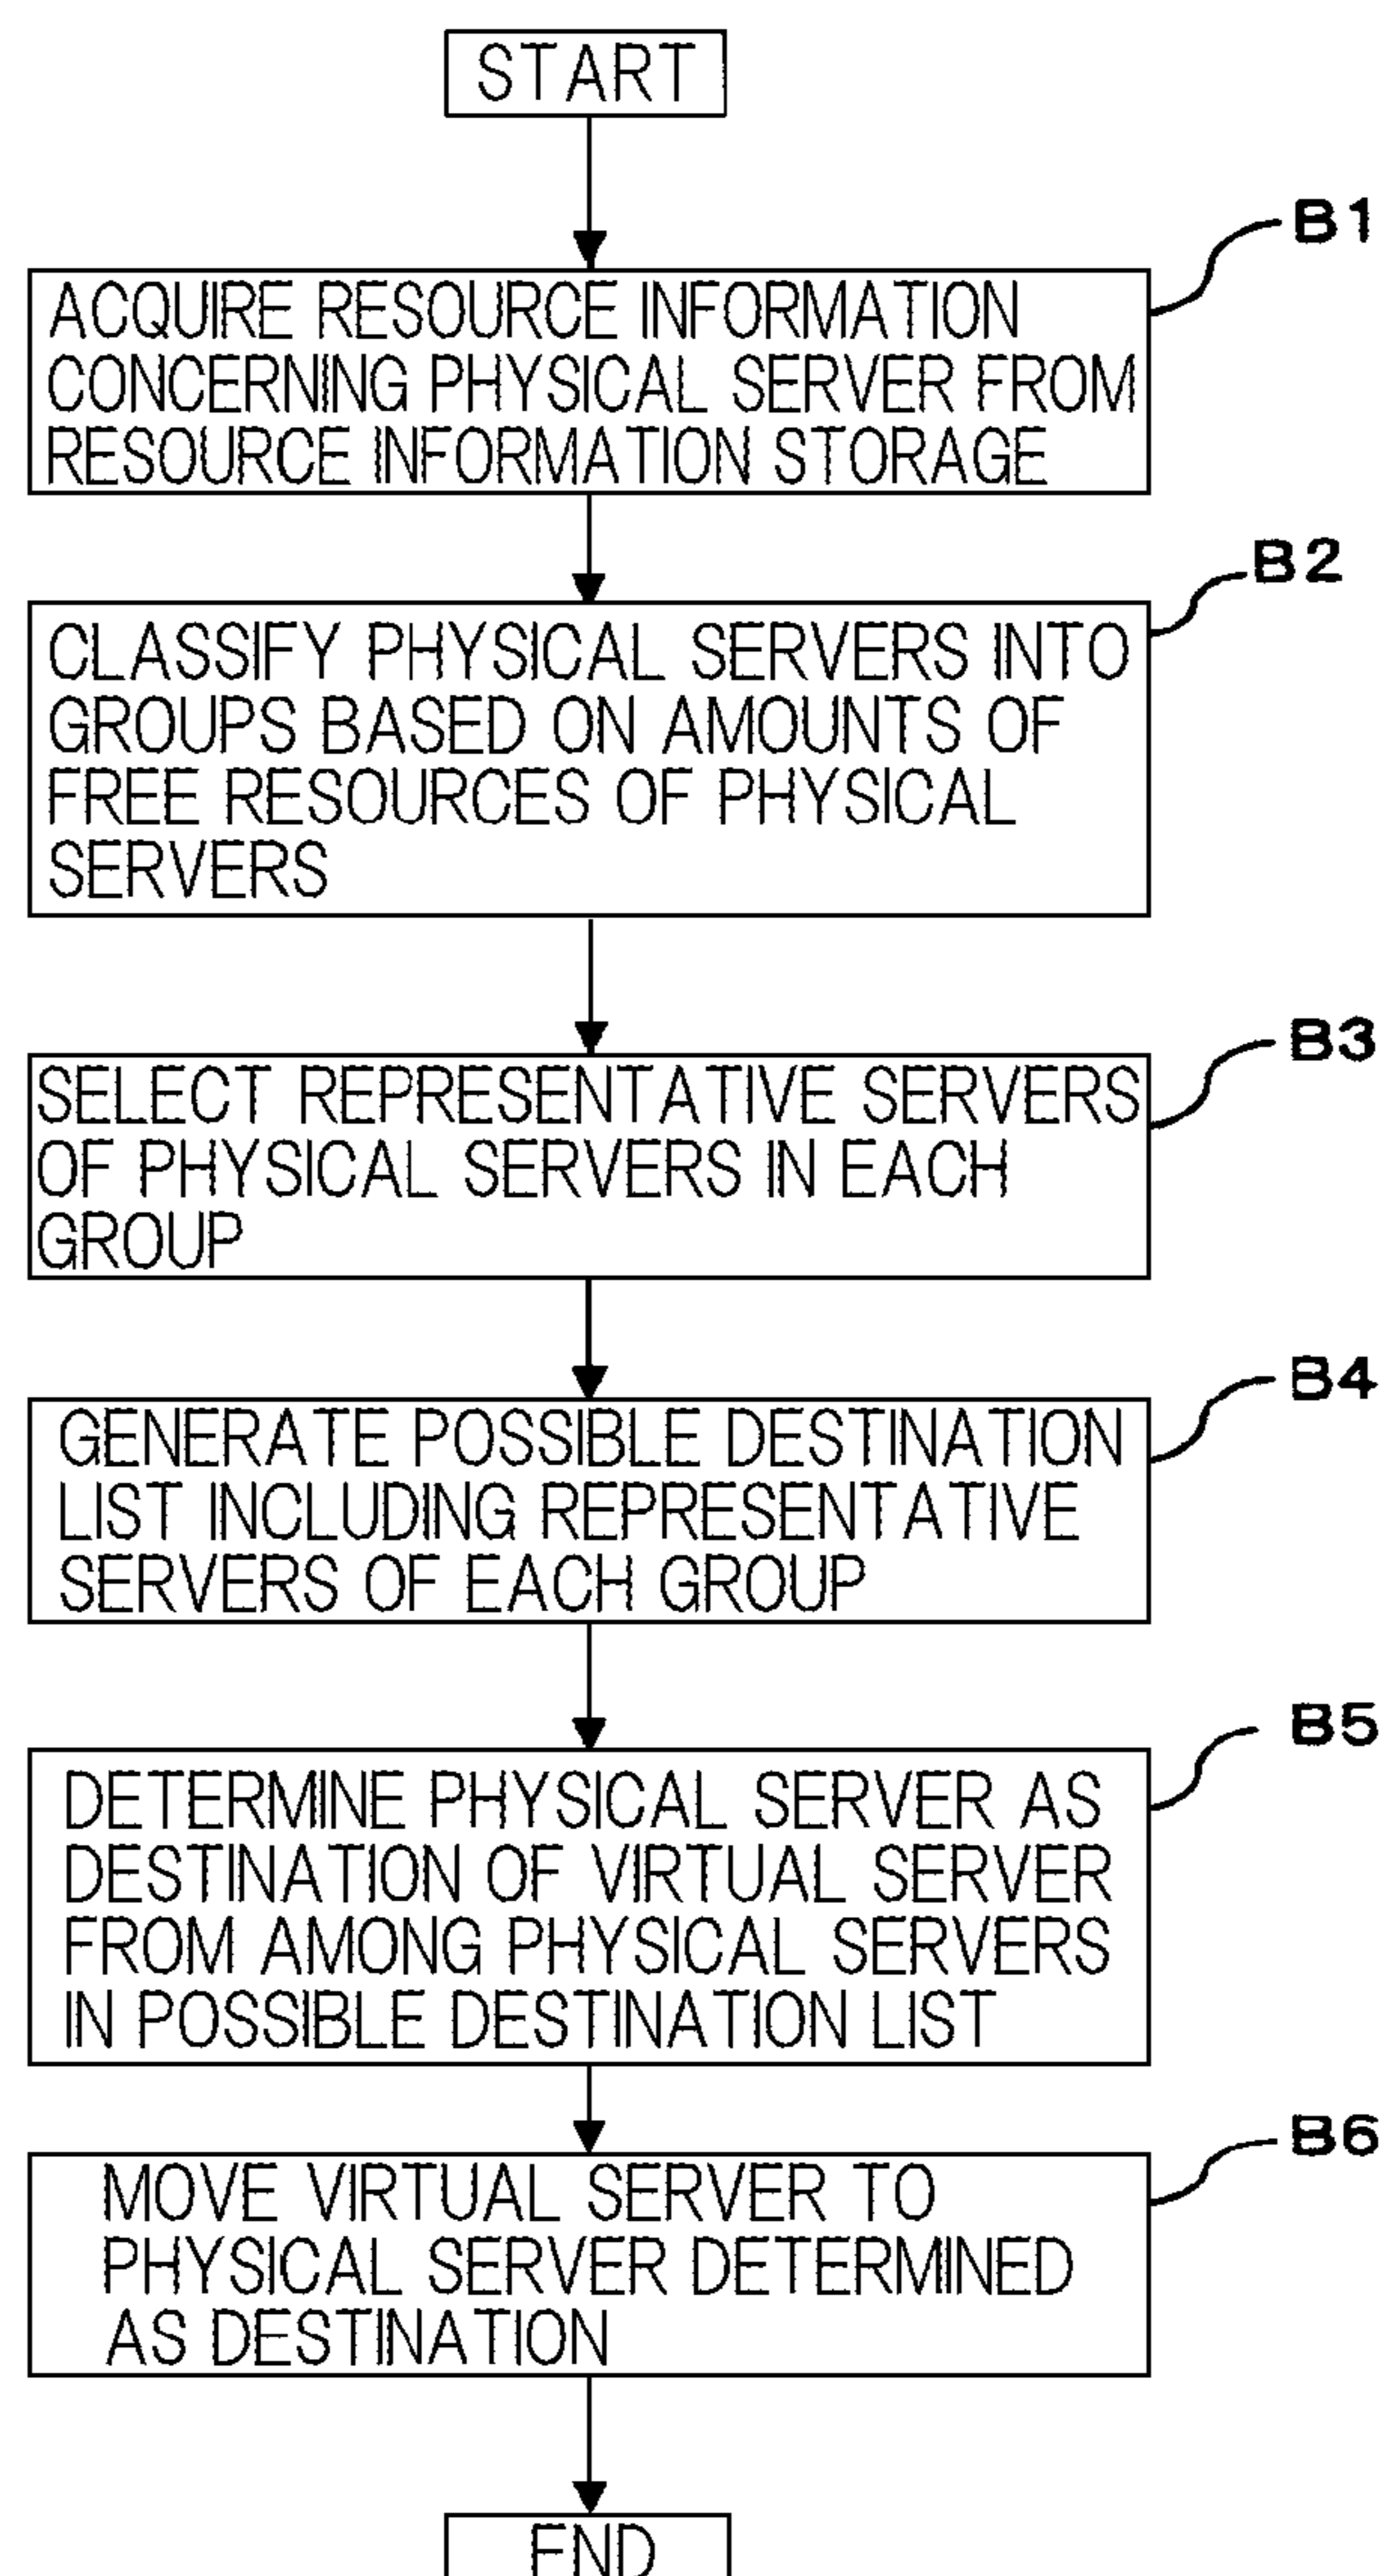 START
B1
ACQUIRE RESOURCE INFORMATION
CONCERNING PHYSICAL SERVER FROM
RESOURCE INFORMATION STORAGE
B2
CLASSIFY PHYSICAL SERVERS INTO
GROUPS BASED ON AMOUNTS OF
FREE RESOURCES OF PHYSICAL
SERVERS
B3
SELECT REPRESENTATIVE SERVERS
OF PHYSICAL SERVERS IN EACH
GROUP
B4
GENERATE POSSIBLE DESTINATION
LIST INCLUDING REPRESENTATIVE
SERVERS OF EACH GROUP
B5
DETERMINE PHYSICAL SERVER AS
DESTINATION OF VIRTUAL SERVER
FROM AMONG PHYSICAL SERVERS
IN POSSIBLE DESTINATION LIST
B6
MOVE VIRTUAL SERVER TO
PHYSICAL SERVER DETERMINED
AS DESTINATION
END